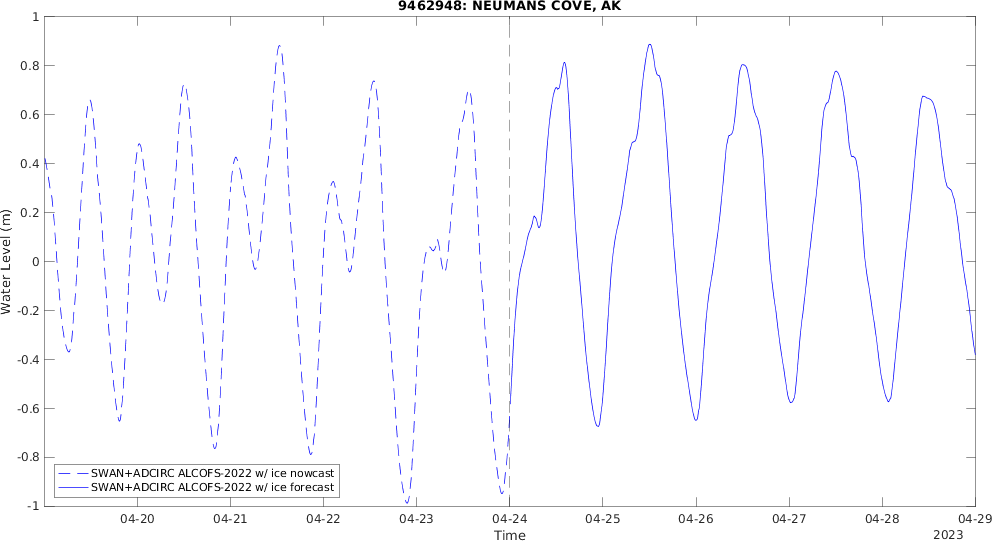 9462948: NEUMANS COVE, AK
1
0.8
0.6
0.4
0.2
0
-0.2
-0.4
-0.6
-0.8
-1
Water Level (m)
SWAN+ADCIRC ALCOFS-2022 w/ ice nowcast
SWAN+ADCIRC ALCOFS-2022 w/ ice forecast
04-20 04-21 04-22 04-23 04-24 04-25 04-26 04-27 04-28 04-29
Time
2023